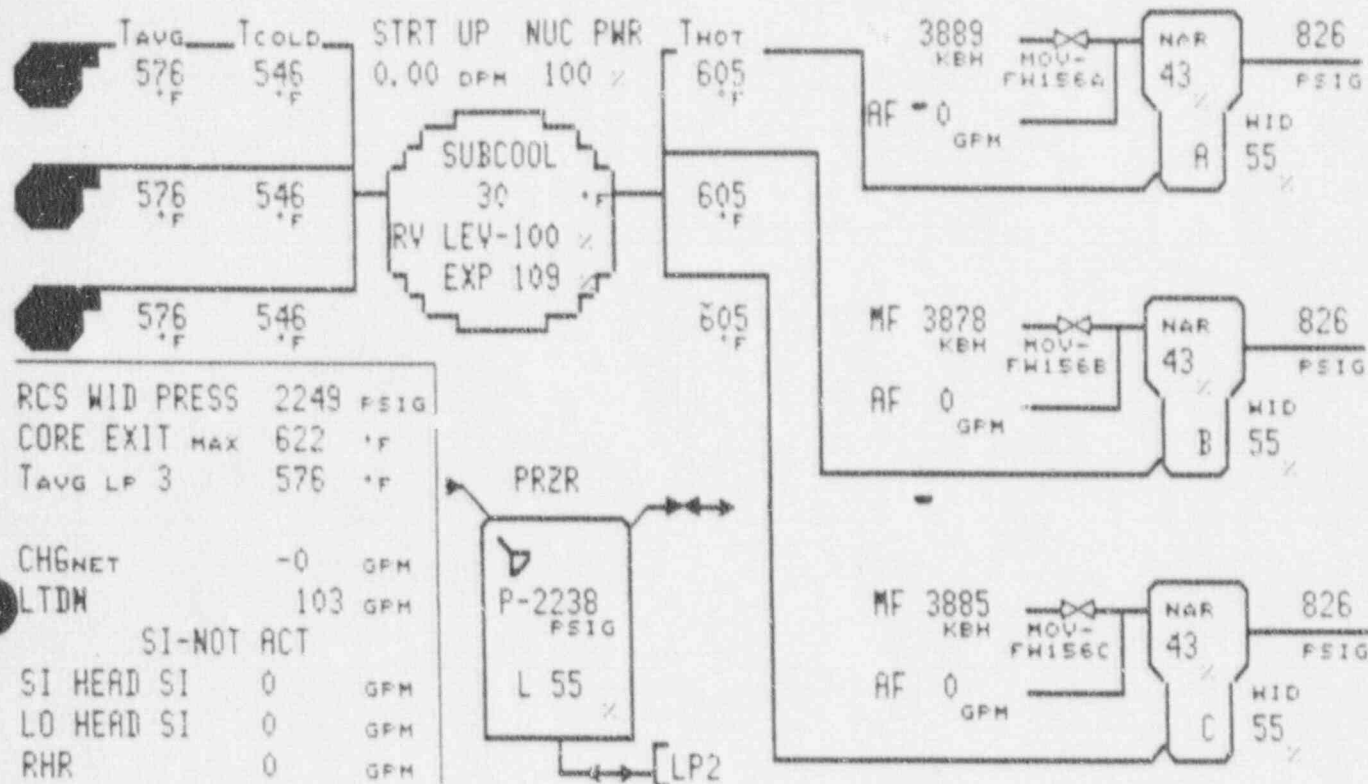 TAVG TCOLD STRT UP NUC PWR THOT
576 °F 546 °F 0.00 DPM 100 % 605 °F
576 °F 546 °F 605 °F
576 °F 546 °F 605 °F
SUBCOOL
30 °F
RV LEV-100 %
EXP 109 %
3889 KBH MOV-FW156A NAR 43 % 826 PSIG
AF -0 GPM A WID 55 %
MF 3878 KBH MOV-FW156B NAR 43 % 826 PSIG
AF 0 GPM B WID 55 %
MF 3885 KBH MOV-FW156C NAR 43 % 826 PSIG
AF 0 GPM C WID 55 %
RCS WID PRESS 2249 PSIG
CORE EXIT MAX 622 °F
TAVG LP 3 576 °F
CHGNET -0 GPM
LTDN 103 GPM
SI-NOT ACT
SI HEAD SI 0 GPM
LO HEAD SI 0 GPM
RHR 0 GPM
PRZR
P-2238 PSIG
L 55 %
LP2